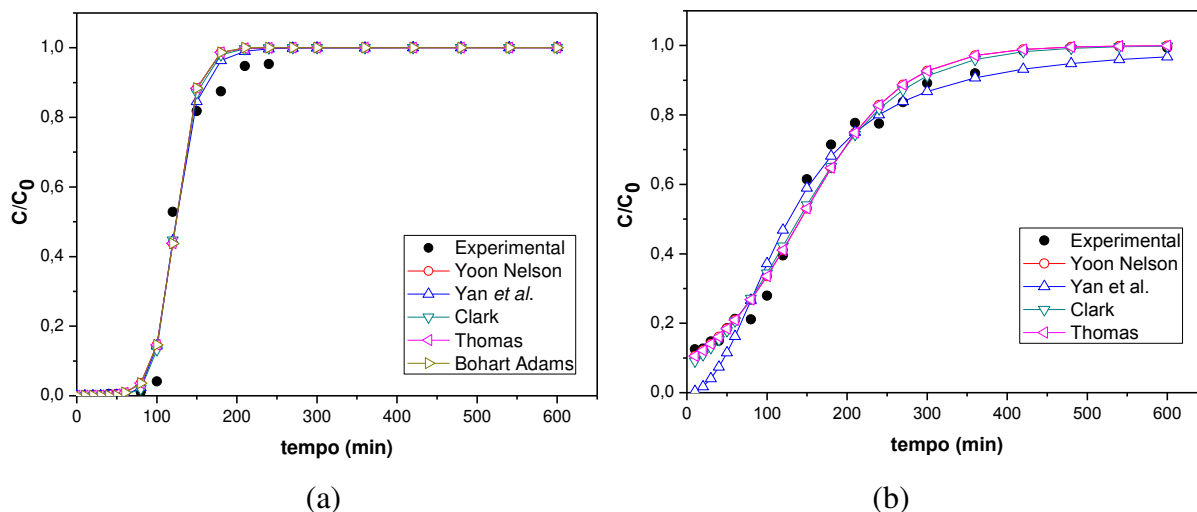 1,0
0,8
0,6
0,4
0,2
0,0
C/C0
0 100 200 300 400 500 600
tempo (min)
Experimental
Yoon Nelson
Yan et al.
Clark
Thomas
Bohart Adams
(a)
1,0
0,8
0,6
0,4
0,2
0,0
C/C0
0 100 200 300 400 500 600
tempo (min)
Experimental
Yoon Nelson
Yan et al.
Clark
Thomas
(b)